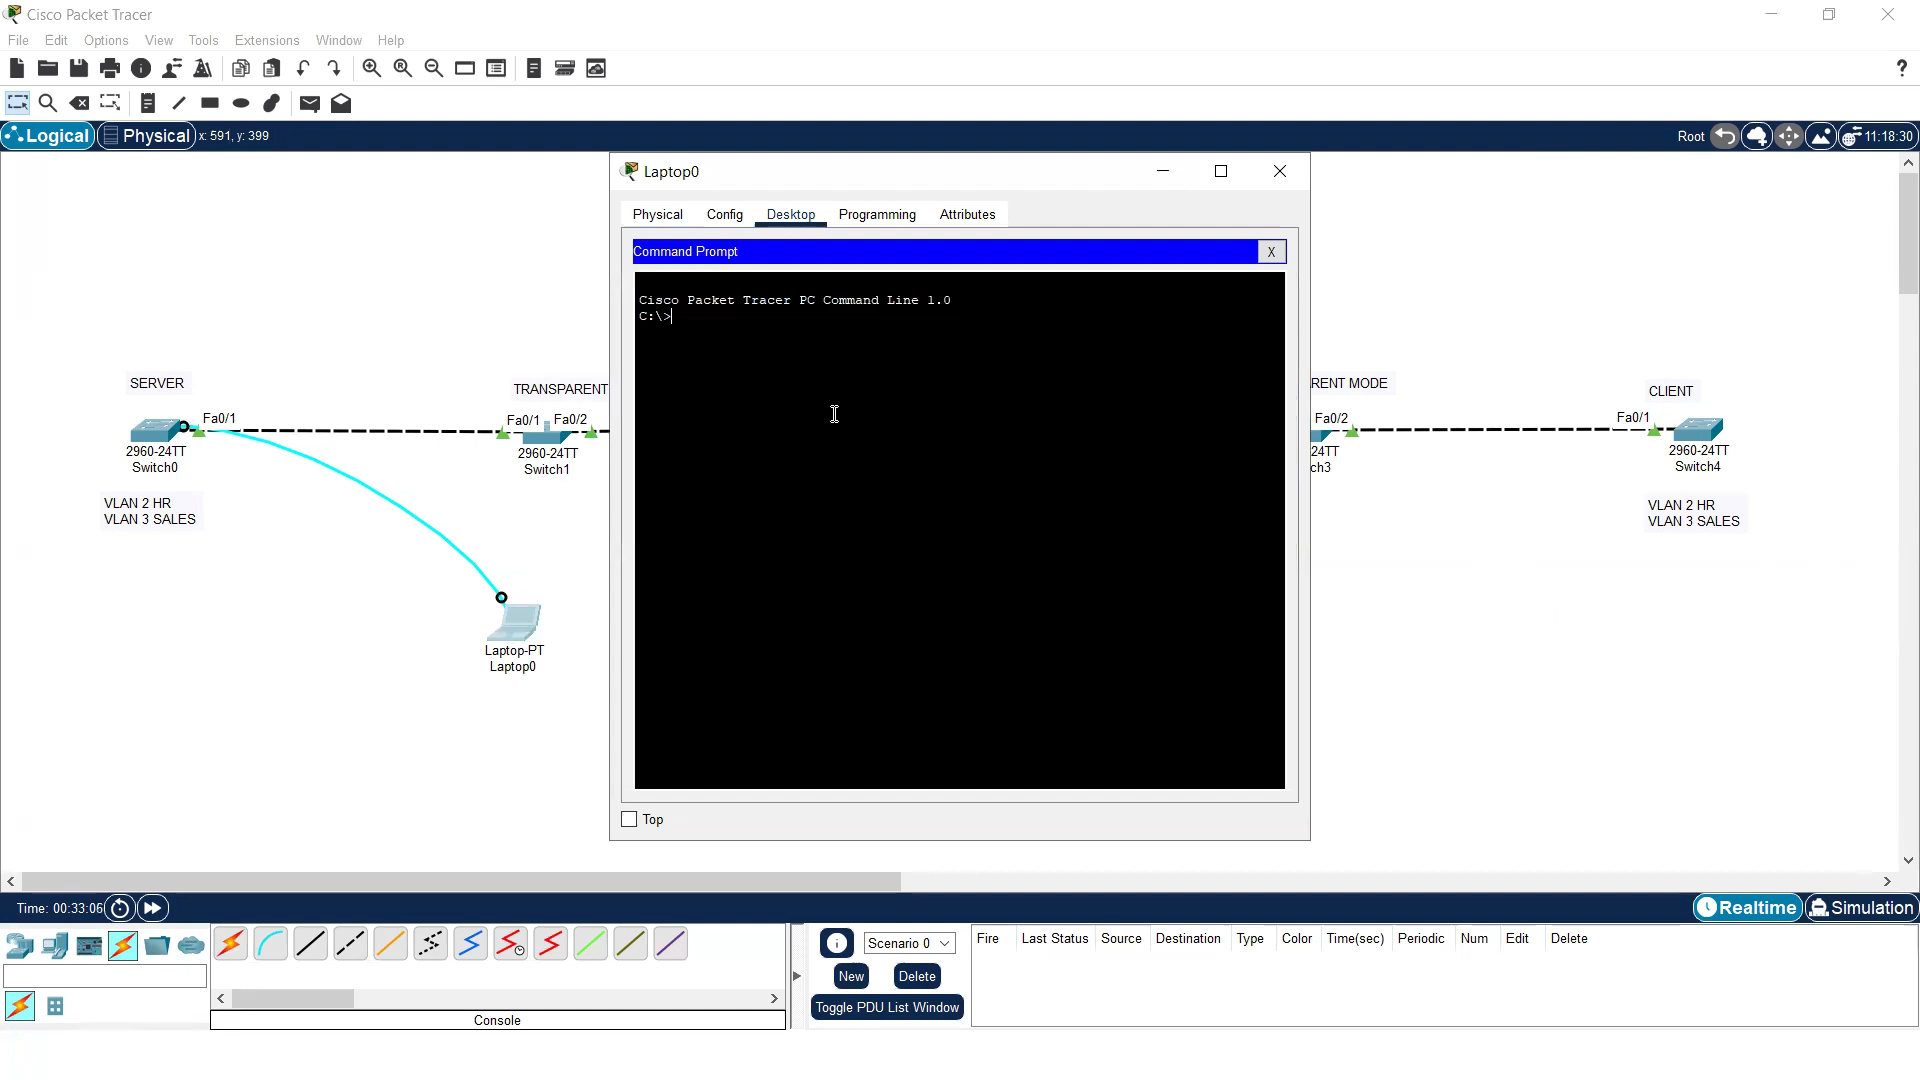 Cisco Packet Tracer
File Edit Options View Tools Extensions Window Help
?
Logical Physical x: 591, y: 399 Root 11:18:30
Laptop0
Physical Config Desktop Programming Attributes
Command Prompt X
Cisco Packet Tracer PC Command Line 1.0
C:\>
SERVER
Fa0/1
2960-24TT
Switch0
VLAN 2 HR
VLAN 3 SALES
TRANSPARENT
Fa0/1 Fa0/2
2960-24TT
Switch1
Laptop-PT
Laptop0
RENT MODE
Fa0/2
24TT
ch3
CLIENT
Fa0/1
2960-24TT
Switch4
VLAN 2 HR
VLAN 3 SALES
Top
Time: 00:33:06 Realtime Simulation
Scenario 0
New Delete
Toggle PDU List Window
Fire Last Status Source Destination Type Color Time(sec) Periodic Num Edit Delete
Console